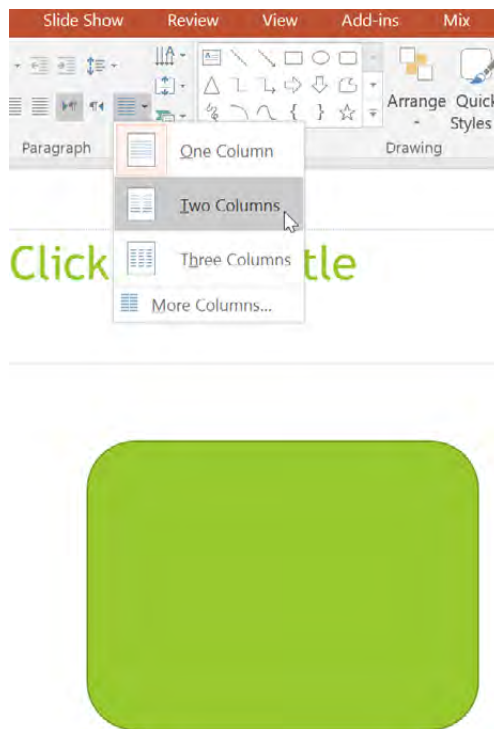 Slide Show Review View Add-ins Mix
Arrange Quick
Styles
Paragraph Drawing
One Column
Two Columns
Three Columns
More Columns...
Click tle